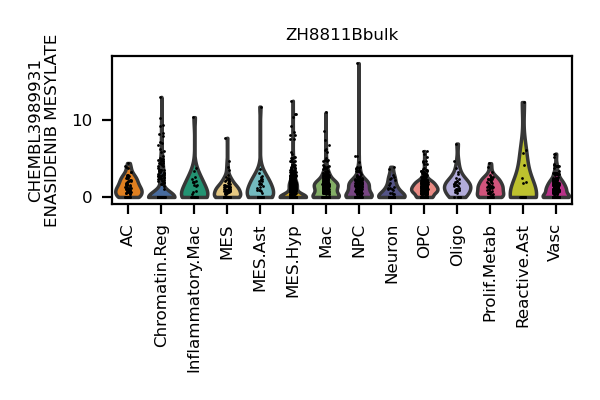 ZH8811Bbulk
CHEMBL3989931
ENASIDENIB MESYLATE
10
0
AC
Chromatin.Reg
Inflammatory.Mac
MES
MES.Ast
MES.Hyp
Mac
NPC
Neuron
OPC
Oligo
Prolif.Metab
Reactive.Ast
Vasc